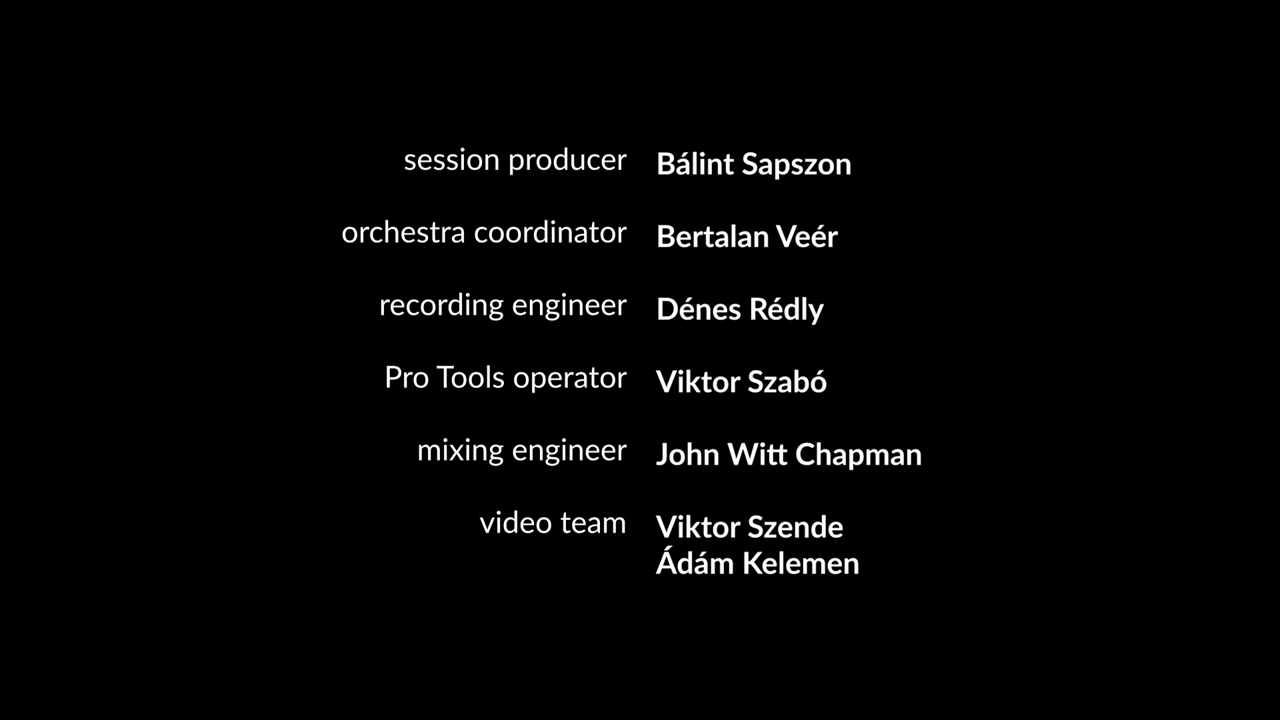 session producer Bálint Sapszon
orchestra coordinator Bertalan Veér
recording engineer Dénes Rédly
Pro Tools operator Viktor Szabó
mixing engineer John Witt Chapman
video team Viktor Szende
Ádám Kelemen